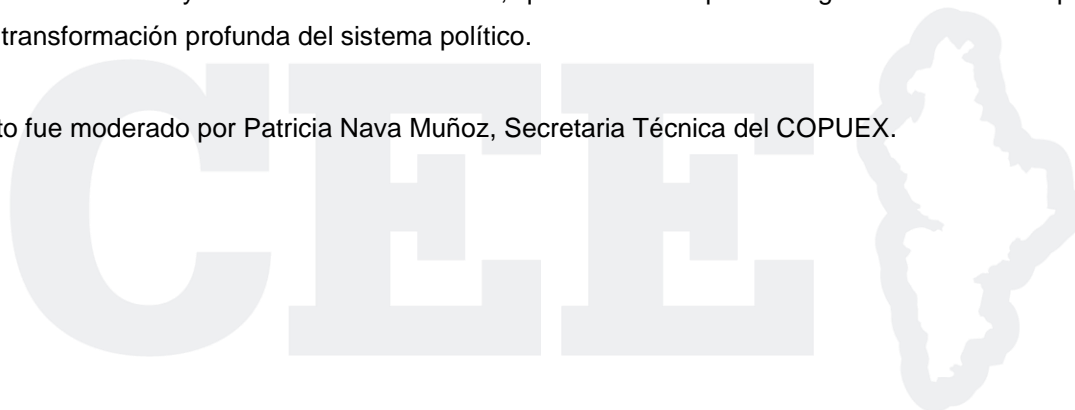 transformación profunda del sistema político.
to fue moderado por Patricia Nava Muñoz, Secretaria Técnica del COPUEX.
CEE